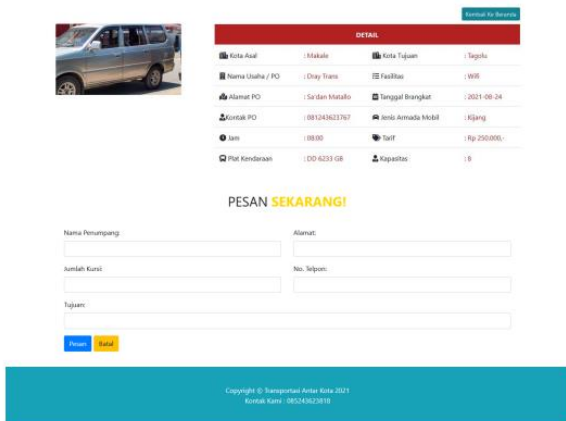 Kembali Ke Beranda
DETAIL
Kota Asal : Makale Kota Tujuan : Tagolu
Nama Usaha / PO : Dray Trans Fasilitas : Wifi
Alamat PO : Sa'dan Matallo Tanggal Brangkat : 2021-08-24
Kontak PO : 081243623767 Jenis Armada Mobil : Kijang
Jam : 08:00 Tarif : Rp 250.000,-
Plat Kendaraan : DD 6233 GB Kapasitas : 8
PESAN SEKARANG!
Nama Penumpang: Alamat:
Jumlah Kursi: No. Telpon:
Tujuan:
Pesan Batal
Copyright © Transportasi Antar Kota 2021
Kontak Kami : 085243623818